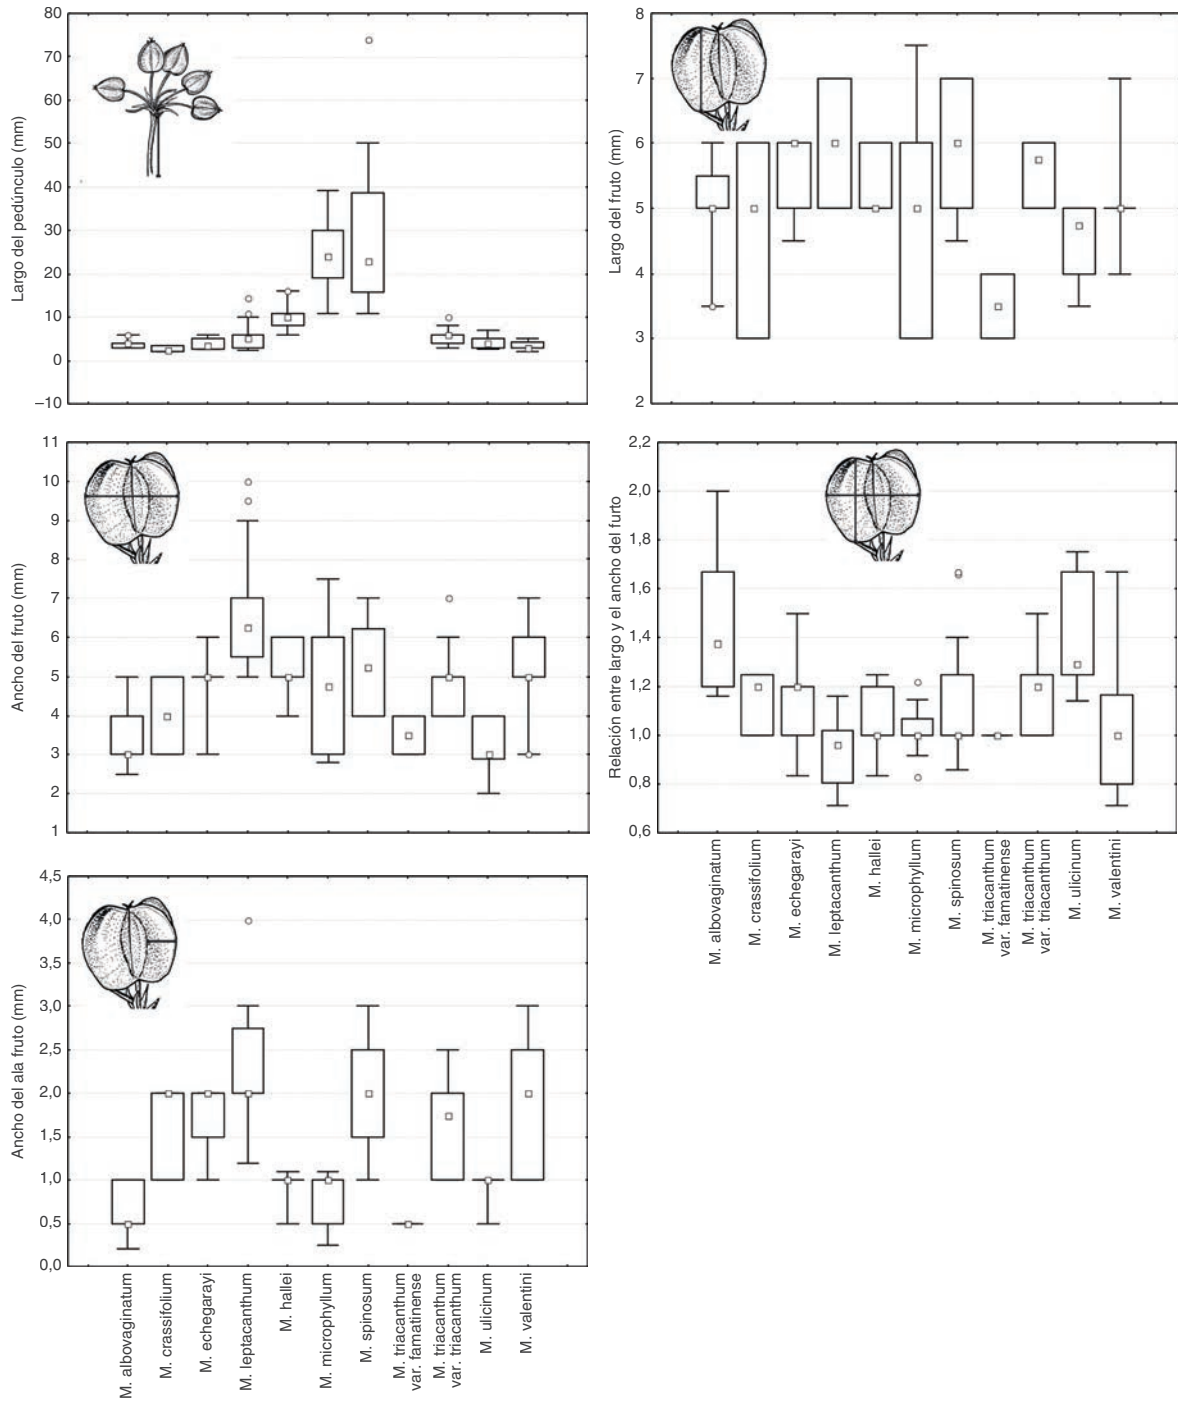 Largo del pedúnculo (mm)
80
70
60
50
40
30
20
10
0
–10
Largo del fruto (mm)
8
7
6
5
4
3
2
Ancho del fruto (mm)
11
10
9
8
7
6
5
4
3
2
1
Relación entre largo y el ancho del furto
2,2
2,0
1,8
1,6
1,4
1,2
1,0
0,8
0,6
M. albovaginatum
M. crassifolium
M. echegarayi
M. leptacanthum
M. hallei
M. microphyllum
M. spinosum
M. triacanthum
var. famatinense
M. triacanthum
var. triacanthum
M. ulicinum
M. valentini
Ancho del ala fruto (mm)
4,5
4,0
3,5
3,0
2,5
2,0
1,5
1,0
0,5
0,0
M. albovaginatum
M. crassifolium
M. echegarayi
M. leptacanthum
M. hallei
M. microphyllum
M. spinosum
M. triacanthum
var. famatinense
M. triacanthum
var. triacanthum
M. ulicinum
M. valentini